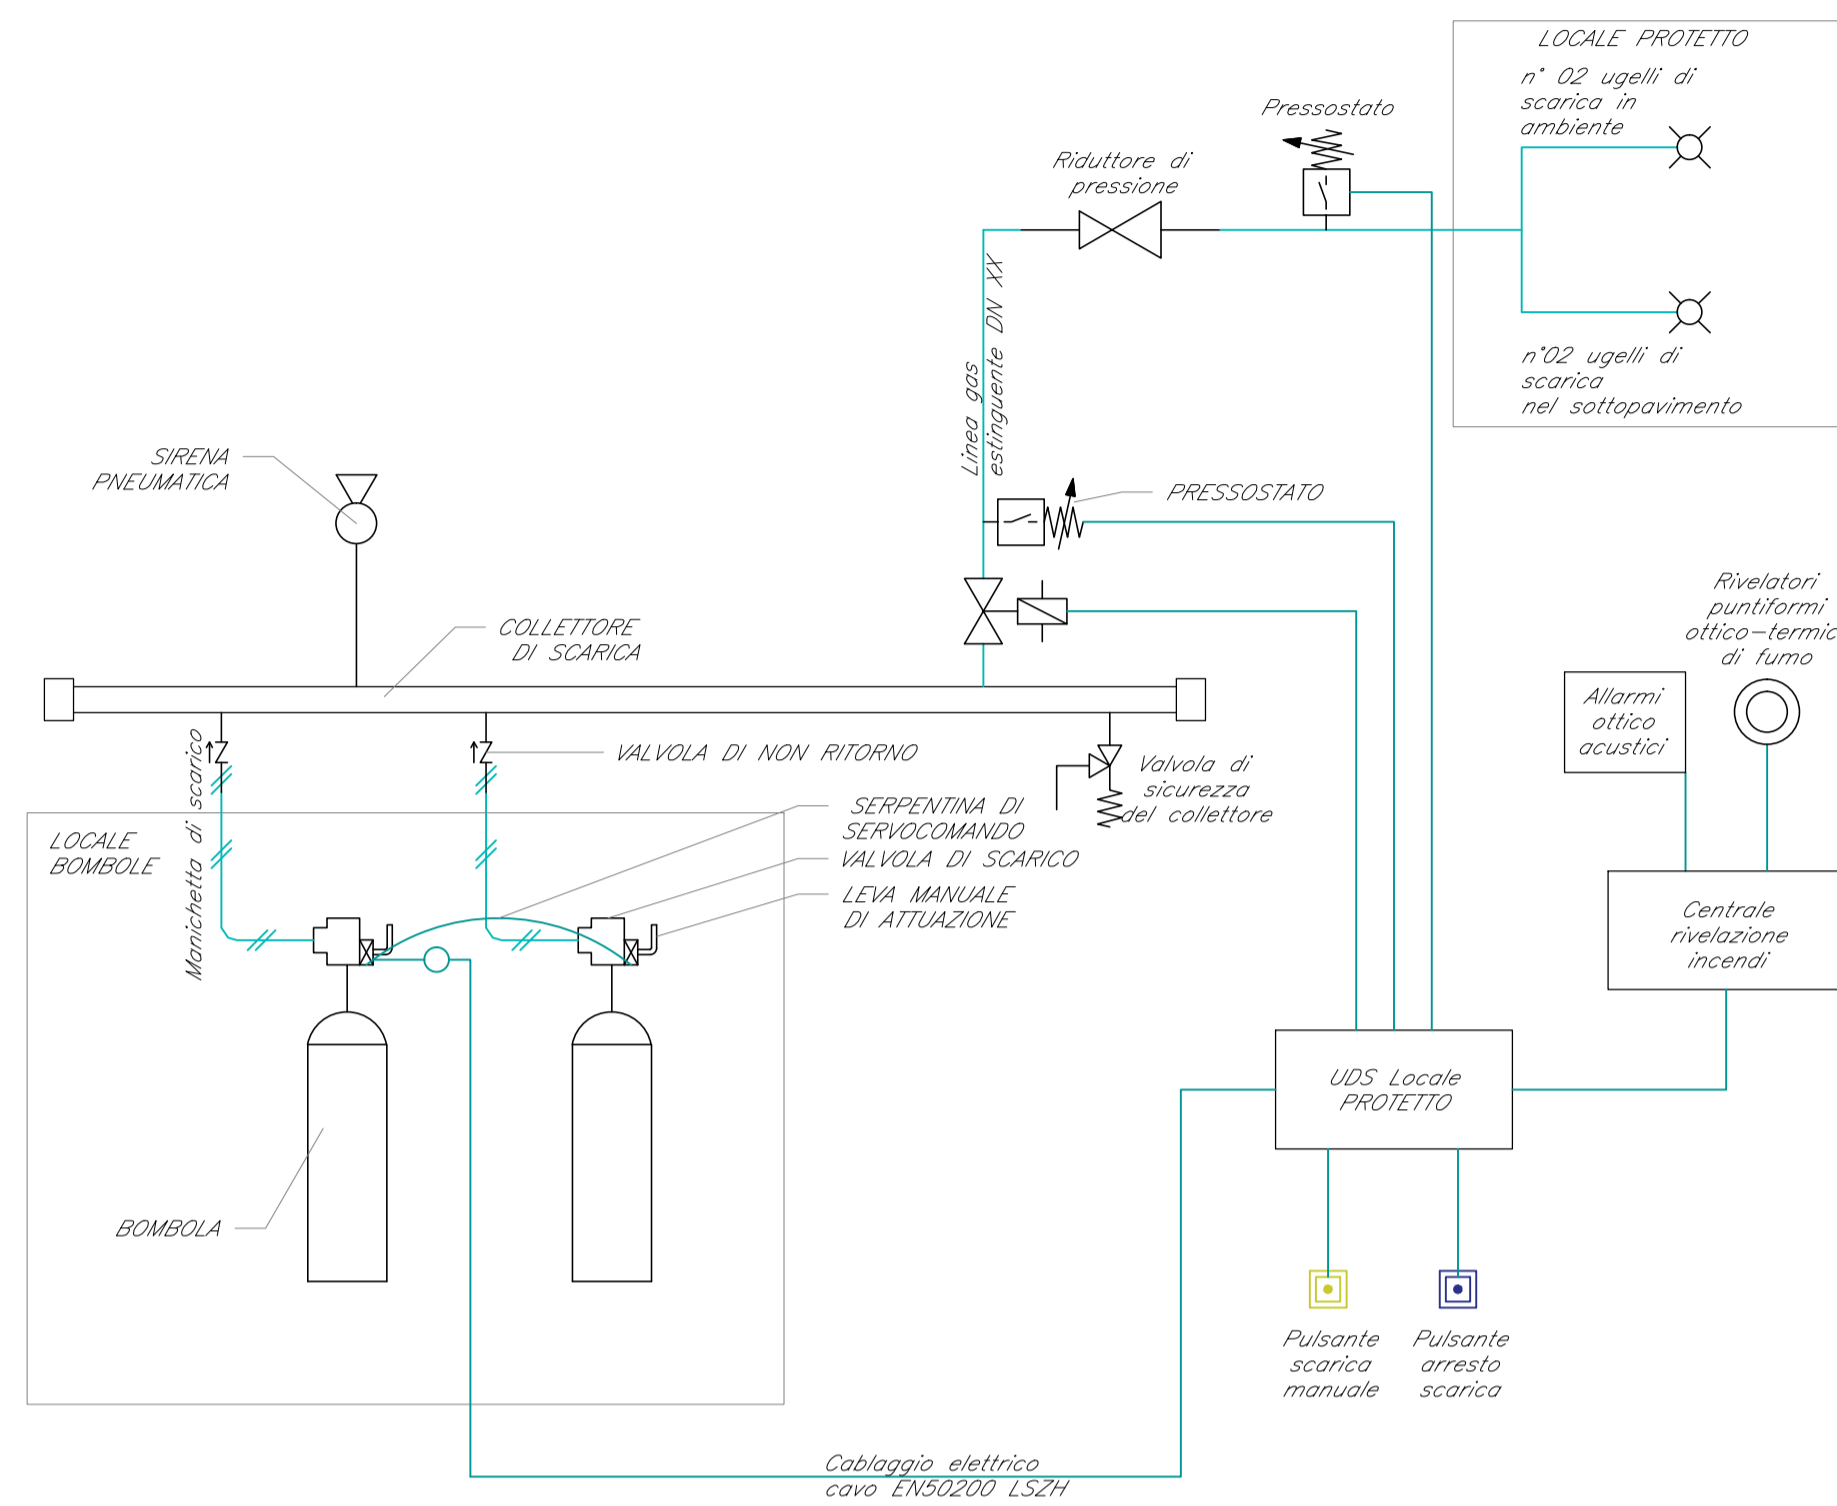 LOCALE PROTETTO
n° 02 ugelli di
scarica in
ambiente
n°02 ugelli di
scarica
nel sottopavimento
Pressostato
Riduttore di
pressione
Linea gas
estinguente DN XX
SIRENA
PNEUMATICA
PRESSOSTATO
COLLETTORE
DI SCARICA
Rivelatori
puntiformi
ottico-termic
di fumo
Allarmi
ottico
acustici
Manichetta di scarico
VALVOLA DI NON RITORNO
Valvola di
sicurezza
del collettore
LOCALE
BOMBOLE
SERPENTINA DI
SERVOCOMANDO
VALVOLA DI SCARICO
LEVA MANUALE
DI ATTUAZIONE
Centrale
rivelazione
incendi
UDS Locale
PROTETTO
BOMBOLA
Pulsante
scarica
manuale
Pulsante
arresto
scarica
Cablaggio elettrico
cavo EN50200 LSZH